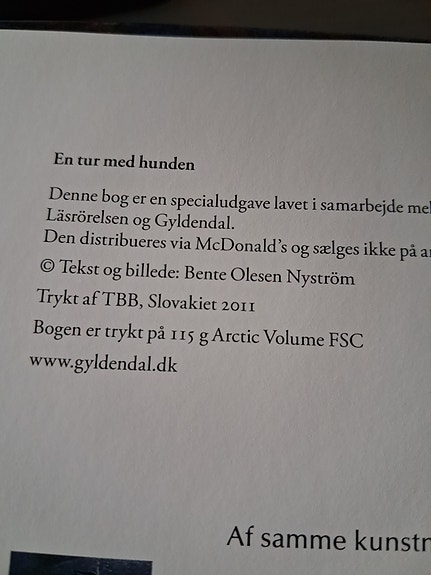 En tur med hunden
Denne bog er en specialudgave lavet i samarbejde
Läsrörelsen og Gyldendal.
Den distribueres via McDonald's og sælges ikke på
© Tekst og billede: Bente Olesen Nyström
Trykt af TBB, Slovakiet 2011
Bogen er trykt på 115 g Arctic Volume FSC
www.gyldendal.dk
Af samme